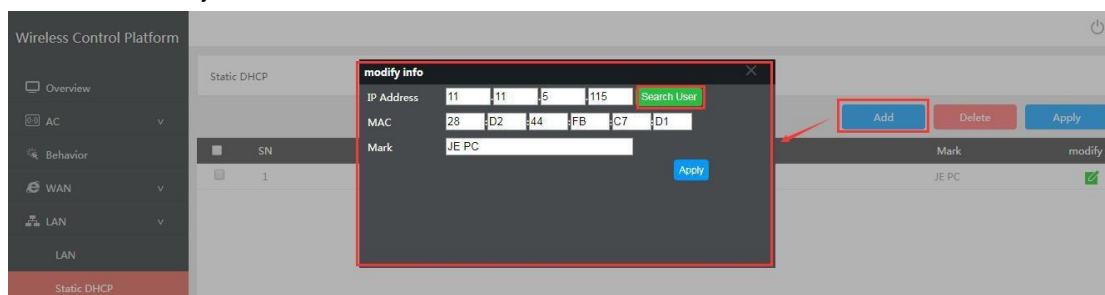 Wireless Control Platform
Overview
AC
Behavior
WAN
LAN
LAN
Static DHCP
Static DHCP
Add Delete Apply
SN Mark modify
1 JE PC
modify info
IP Address 11 .11 .5 .115 Search User
MAC 28 :D2 :44 :FB :C7 :D1
Mark JE PC
Apply